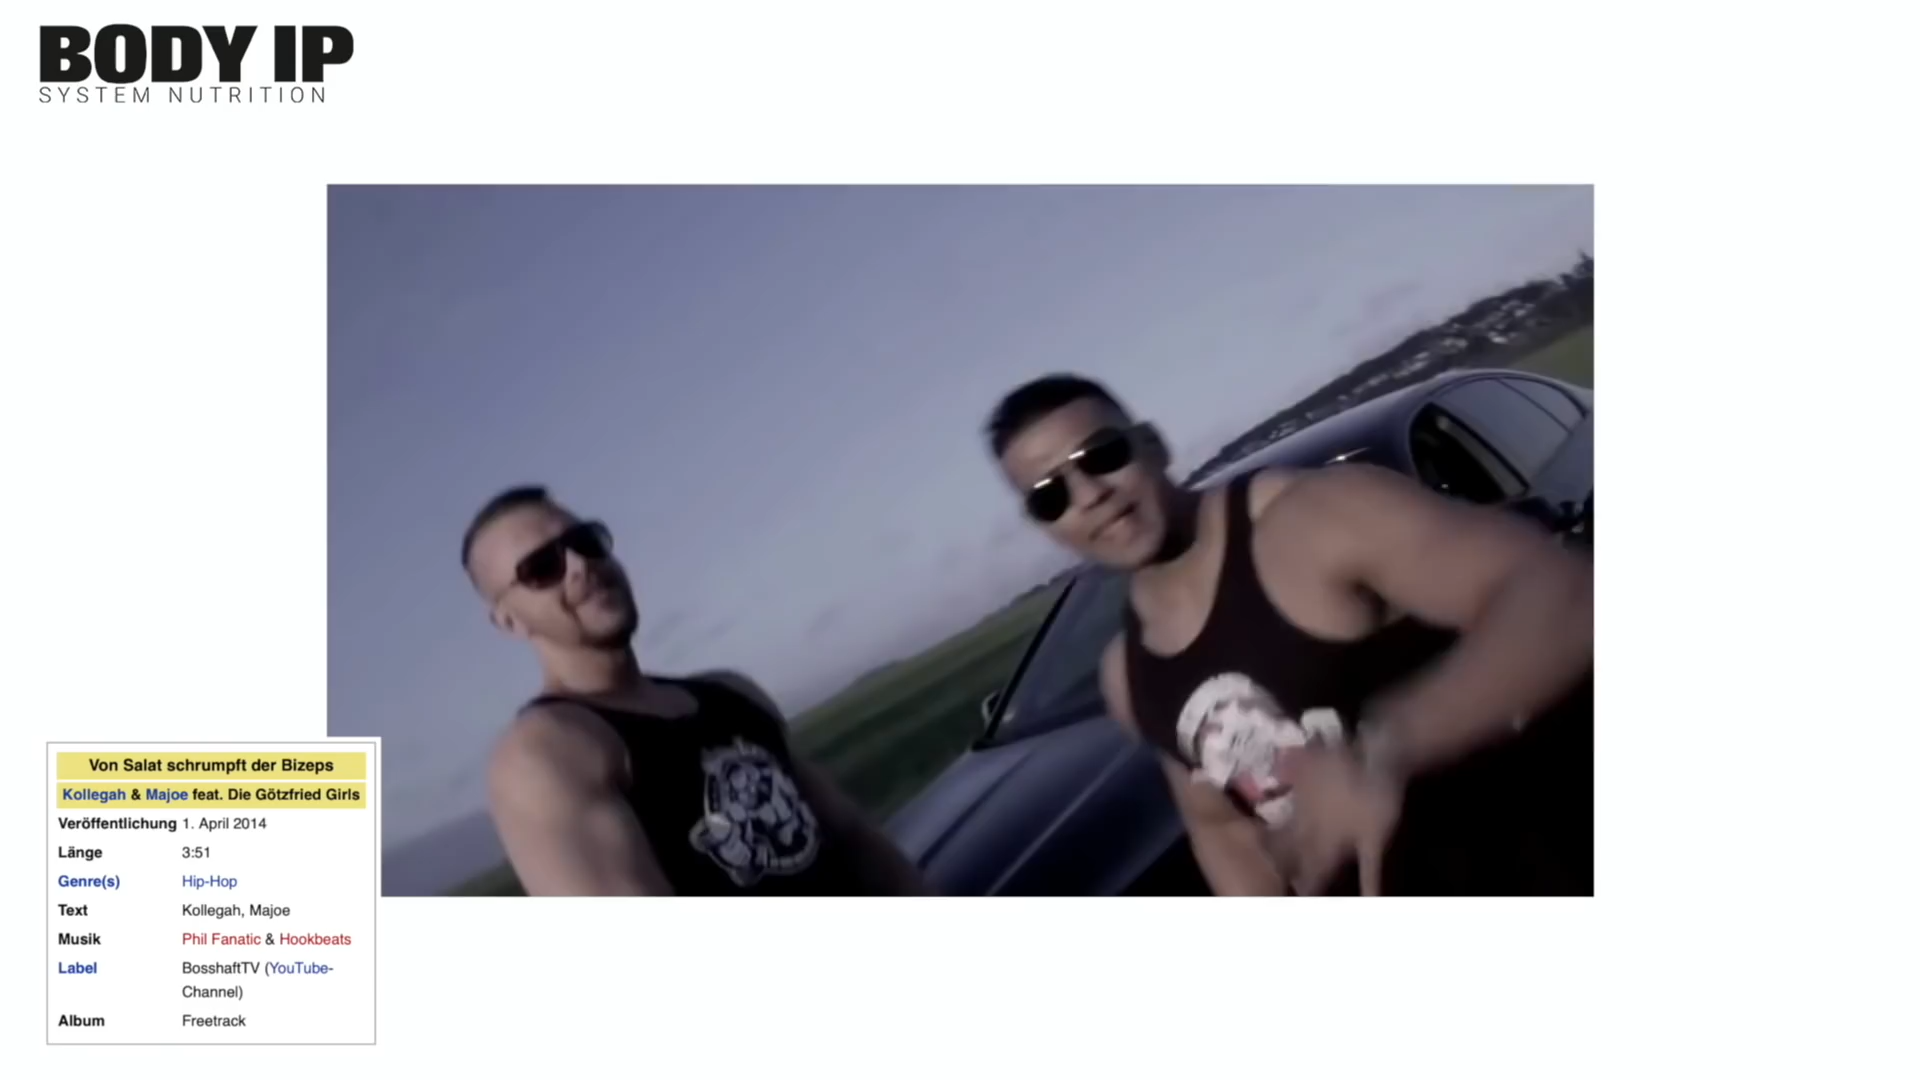 BODY IP
SYSTEM NUTRITION
Von Salat schrumpft der Bizeps
Kollegah & Majoe feat. Die Götzfried Girls
Veröffentlichung 1. April 2014
Länge 3:51
Genre(s) Hip-Hop
Text Kollegah, Majoe
Musik Phil Fanatic & Hookbeats
Label BosshaftTV (YouTube-
Channel)
Album Freetrack